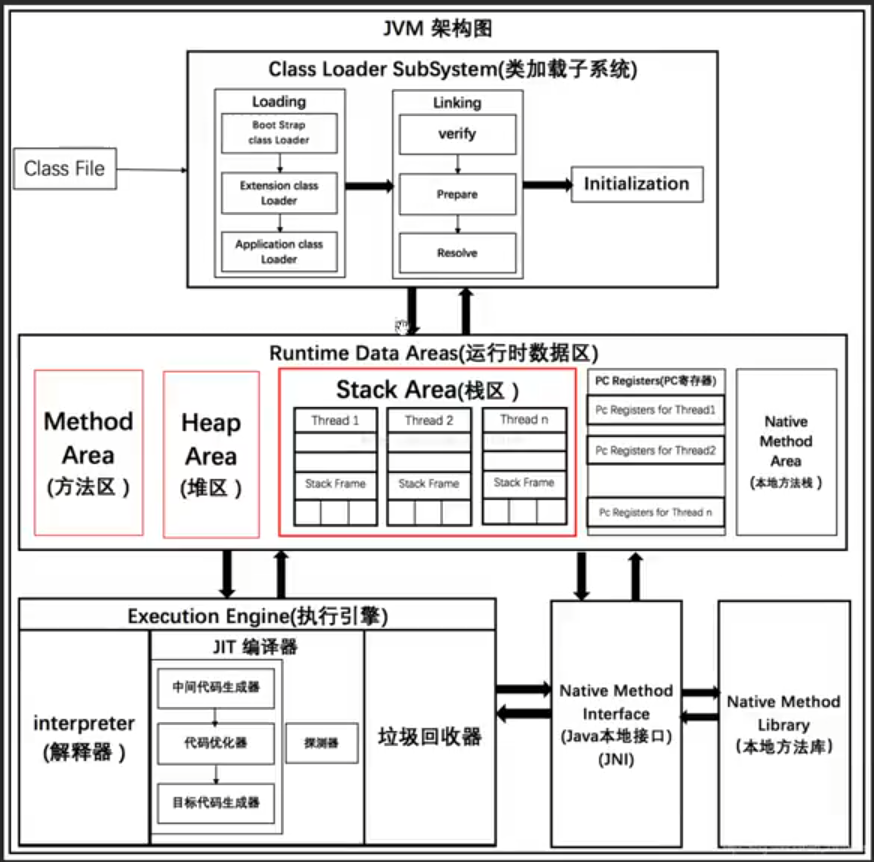 JVM 架构图
Class Loader SubSystem(类加载子系统)
Loading
Boot Strap
class Loader
Extension class
Loader
Application class
Loader
Linking
verify
Prepare
Resolve
Class File
Initialization
Runtime Data Areas(运行时数据区)
Method
Area
(方法区 )
Heap
Area
(堆区 )
Stack Area(栈区 )
Thread 1
Stack Frame
Thread 2
Stack Frame
Thread n
Stack Frame
PC Registers(PC寄存器)
Pc Registers for Thread1
Pc Registers for Thread2
Pc Registers for Thread n
Native
Method
Area
(本地方法栈 )
Execution Engine(执行引擎)
interpreter
(解释器 )
JIT 编译器
中间代码生成器
代码优化器
目标代码生成器
探测器
垃圾回收器
Native Method
Interface
(Java本地接口)
(JNI)
Native Method
Library
(本地方法库)